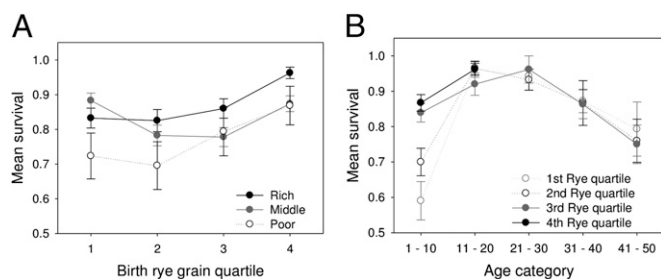 A
Mean survival
1.0
0.9
0.8
0.7
0.6
0.5
1 2 3 4
Birth rye grain quartile
Rich
Middle
Poor
B
Mean survival
1.0
0.9
0.8
0.7
0.6
0.5
1 - 10 11 - 20 21 - 30 31 - 40 41 - 50
Age category
1st Rye quartile
2nd Rye quartile
3rd Rye quartile
4th Rye quartile